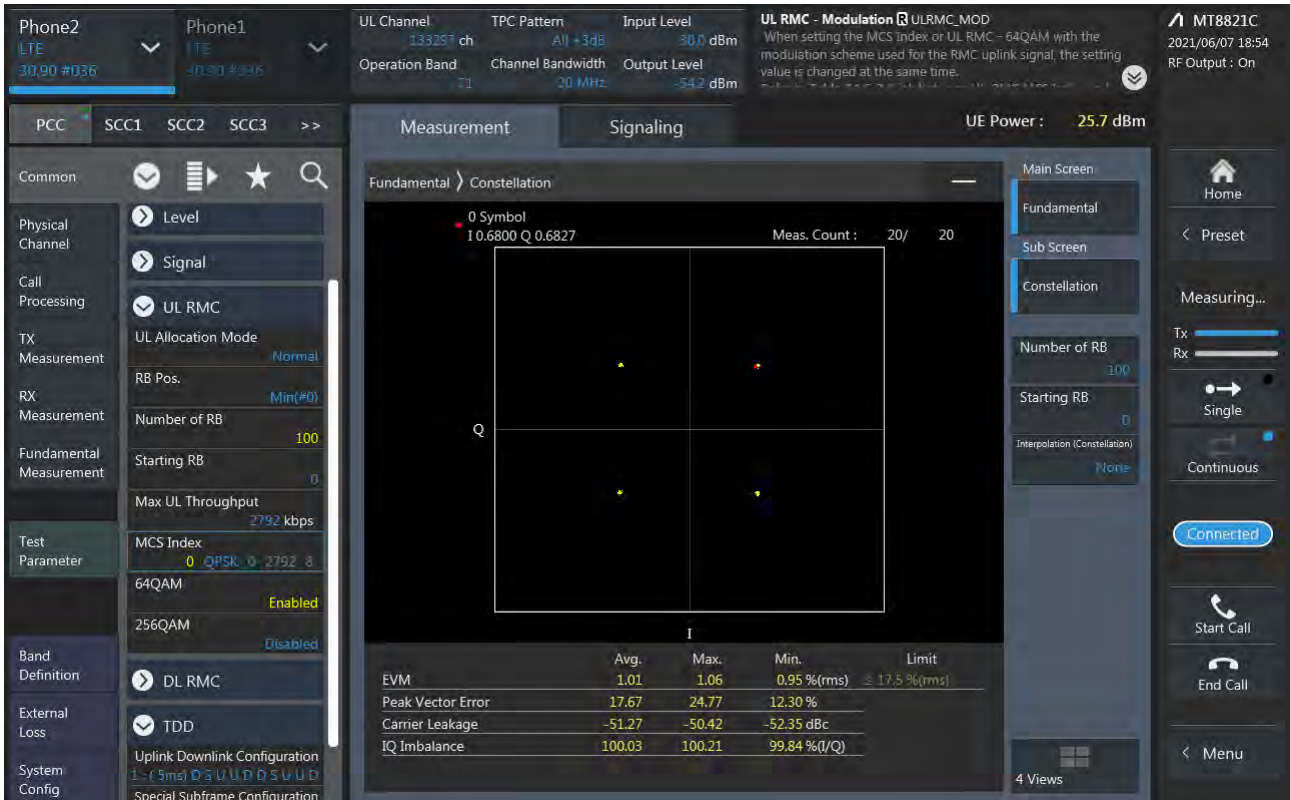 Phone2
LTE
30.90 #036
Phone1
LTE
UL Channel
133297 ch
TPC Pattern
All +3dB
Input Level
30.0 dBm
Operation Band
71
Channel Bandwidth
20 MHz
Output Level
-54.2 dBm
UL RMC - Modulation R ULRMC_MOD
When setting the MCS Index or UL RMC - 64QAM with the
modulation scheme used for the RMC uplink signal, the setting
value is changed at the same time.
MT8821C
2021/06/07 18:54
RF Output : On
PCC SCC1 SCC2 SCC3 >>
Measurement
Signaling
UE Power : 25.7 dBm
Common
Physical
Channel
Call
Processing
TX
Measurement
RX
Measurement
Fundamental
Measurement
Test
Parameter
Band
Definition
External
Loss
System
Config
Level
Signal
UL RMC
UL Allocation Mode
Normal
RB Pos.
Min(#0)
Number of RB
100
Starting RB
0
Max UL Throughput
2792 kbps
MCS Index
0 QPSK 0 2792 8
64QAM
Enabled
256QAM
Disabled
DL RMC
TDD
Uplink Downlink Configuration
1 : ( 5ms) D S U U D D S U U D
Special Subframe Configuration
Fundamental 〉 Constellation
0 Symbol
I 0.6800 Q 0.6827
Meas. Count : 20/ 20
Q
I
Avg. Max. Min. Limit
EVM 1.01 1.06 0.95 %(rms) ≤ 17.5 %(rms)
Peak Vector Error 17.67 24.77 12.30 %
Carrier Leakage -51.27 -50.42 -52.35 dBc
IQ Imbalance 100.03 100.21 99.84 %(I/Q)
Main Screen
Fundamental
Sub Screen
Constellation
Number of RB
100
Starting RB
0
Interpolation (Constellation)
None
4 Views
Home
< Preset
Measuring...
Tx
Rx
Single
Continuous
Connected
Start Call
End Call
< Menu